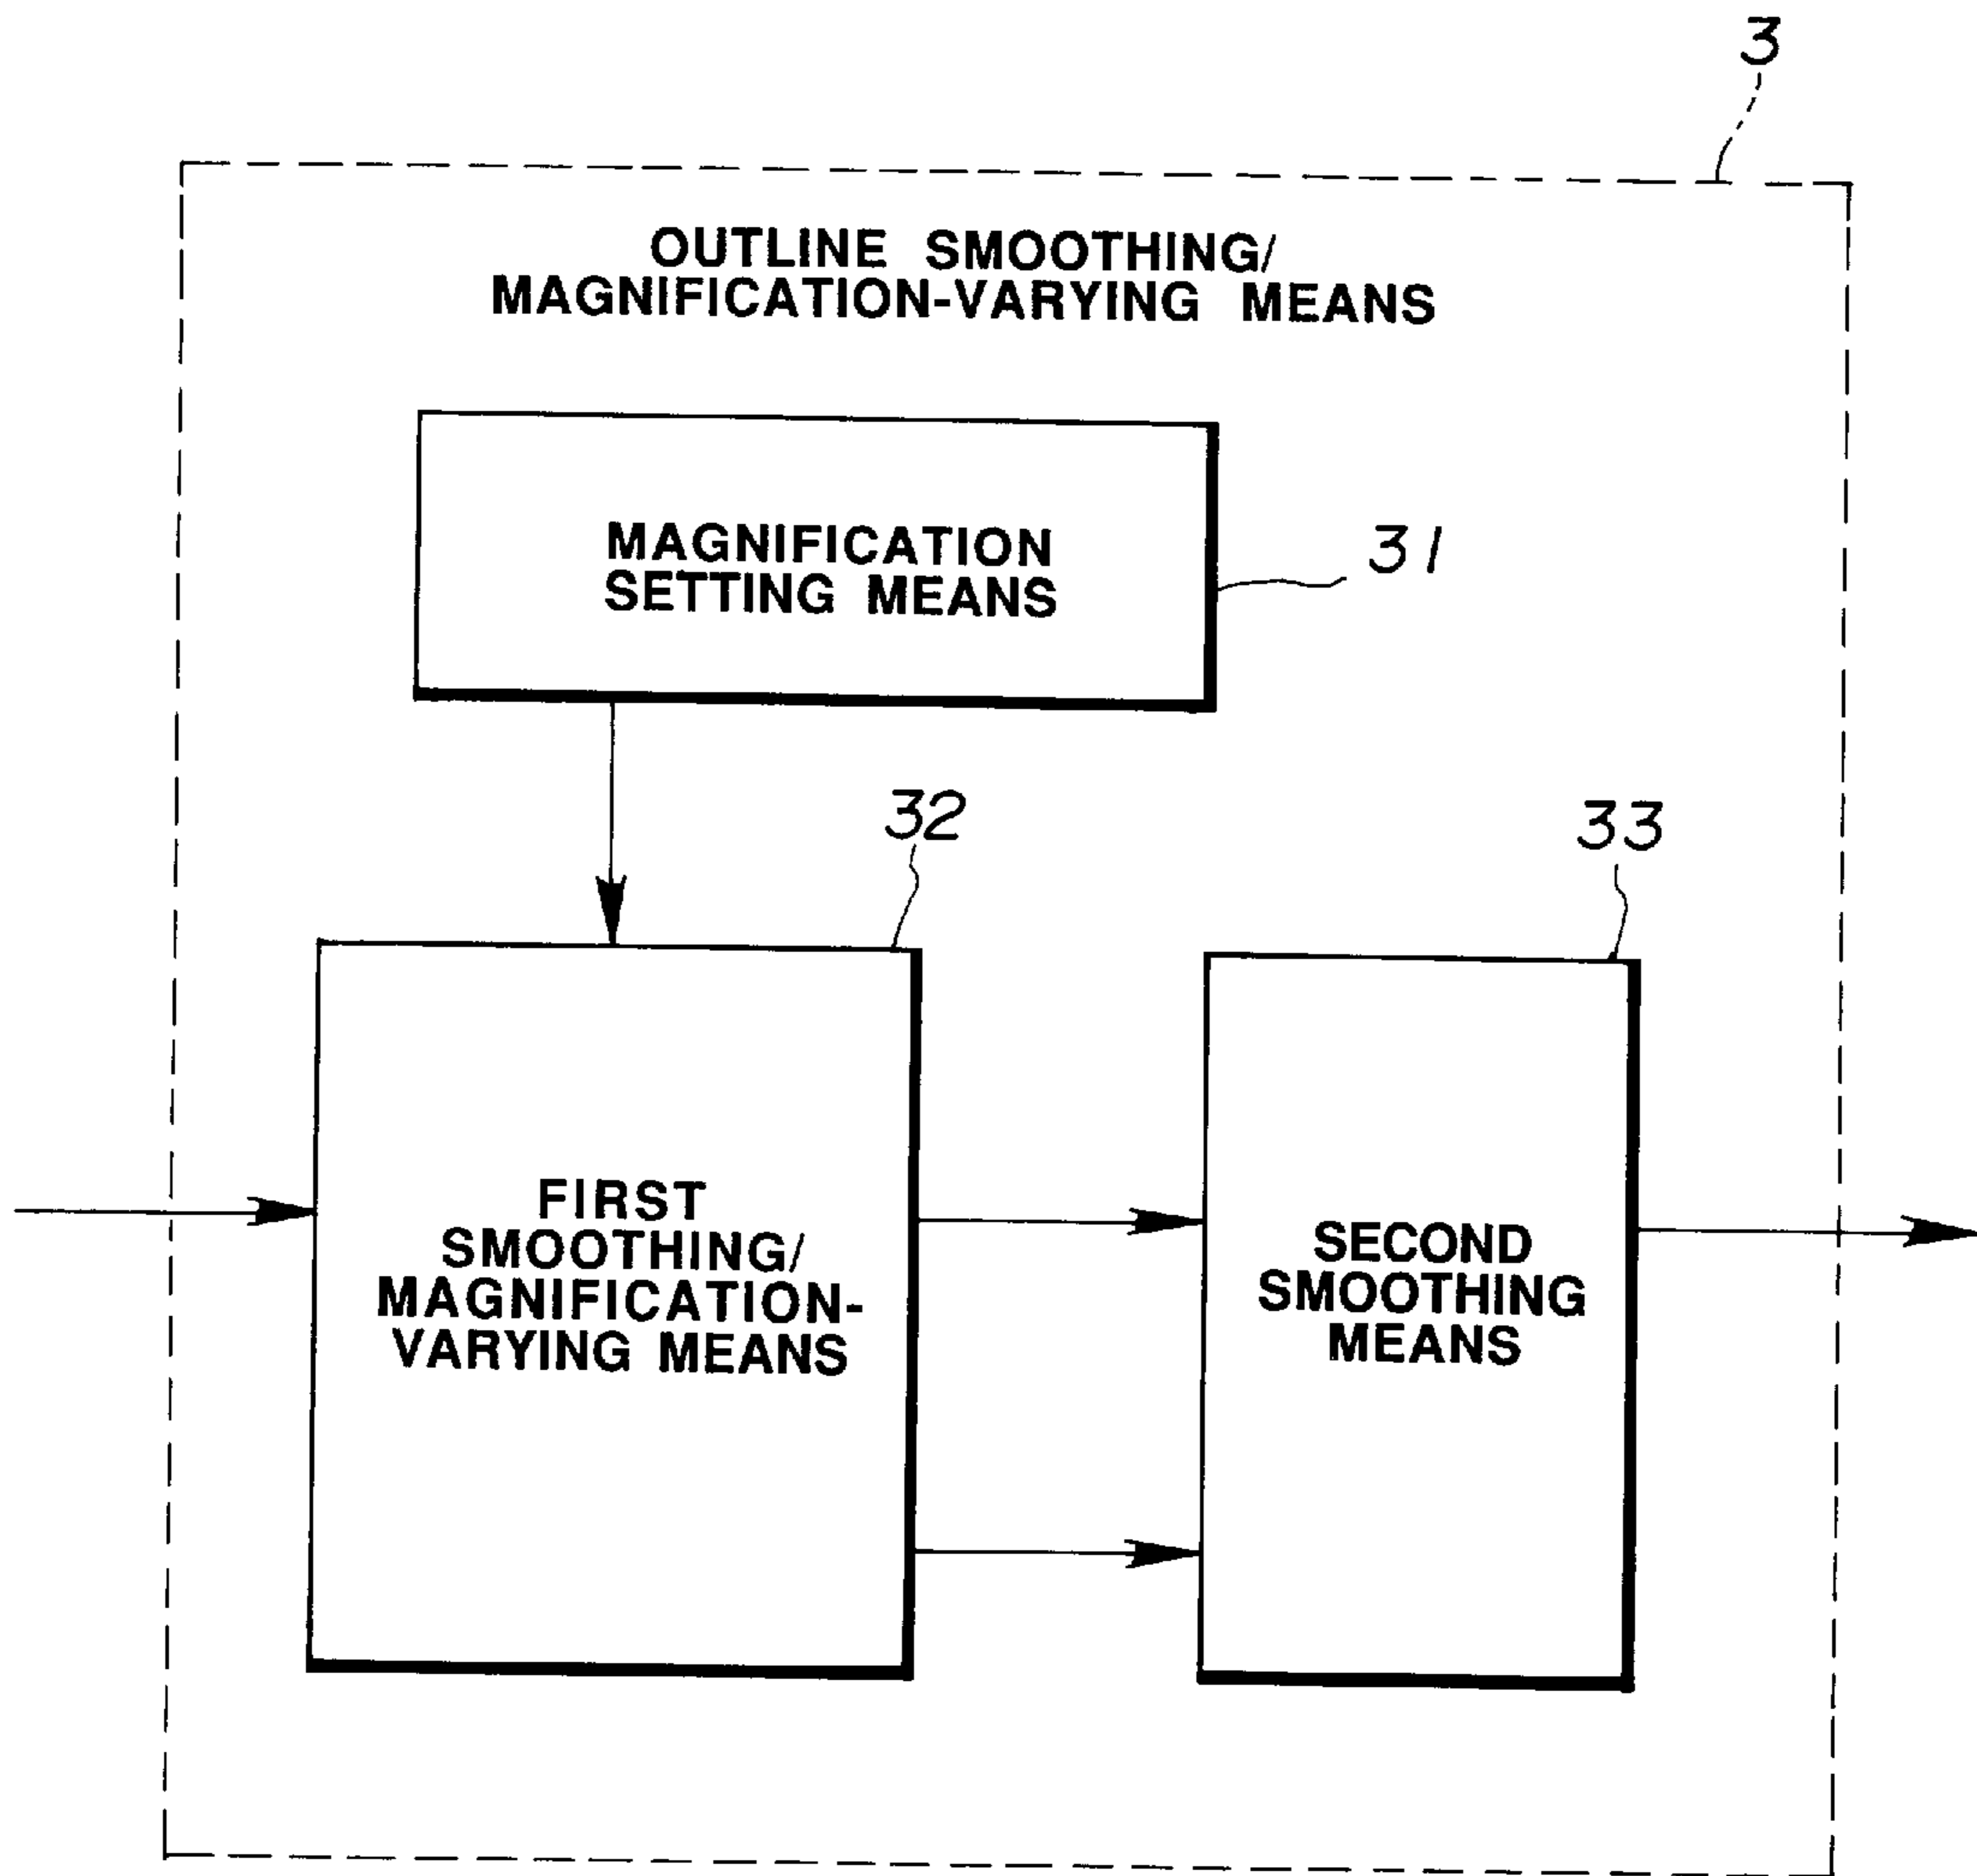 3
OUTLINE SMOOTHING/
MAGNIFICATION-VARYING MEANS
MAGNIFICATION
SETTING MEANS
31
32
33
FIRST
SMOOTHING/
MAGNIFICATION-
VARYING MEANS
SECOND
SMOOTHING
MEANS